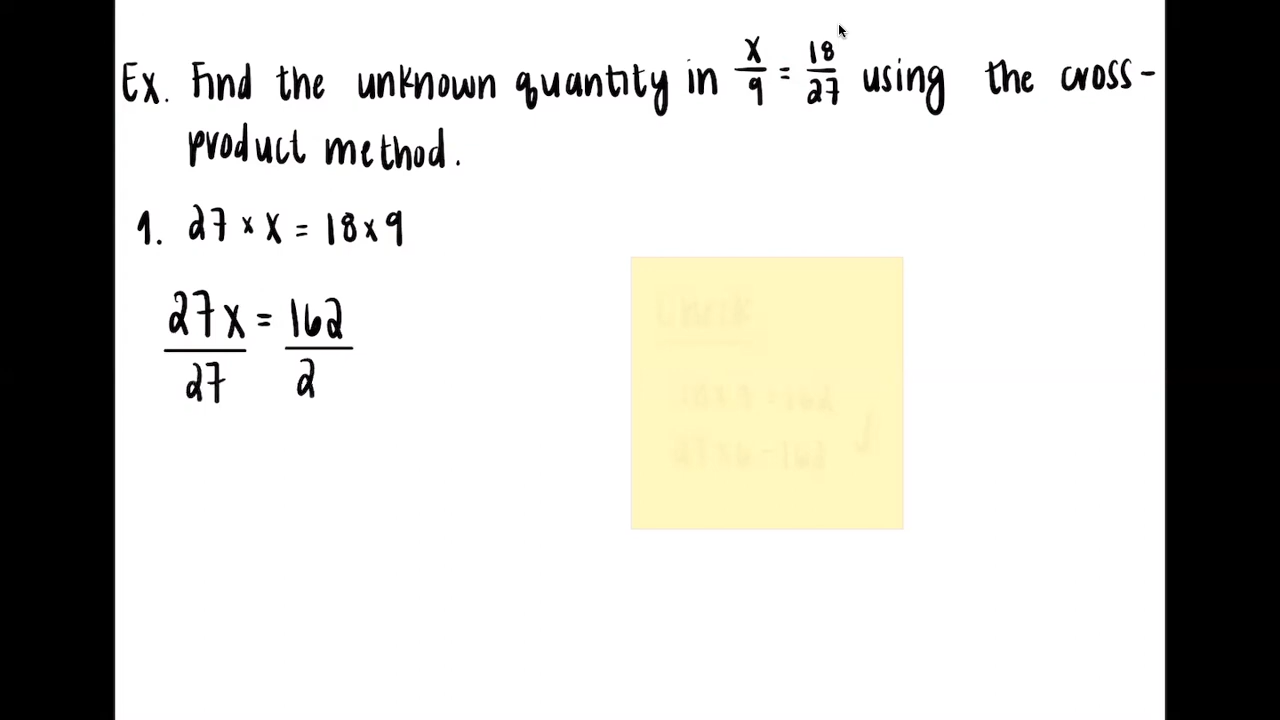 Ex. Find the unknown quantity in x/9 = 18/27 using the cross-
product method.
1. 27 × x = 18 × 9
27x = 162
27 2